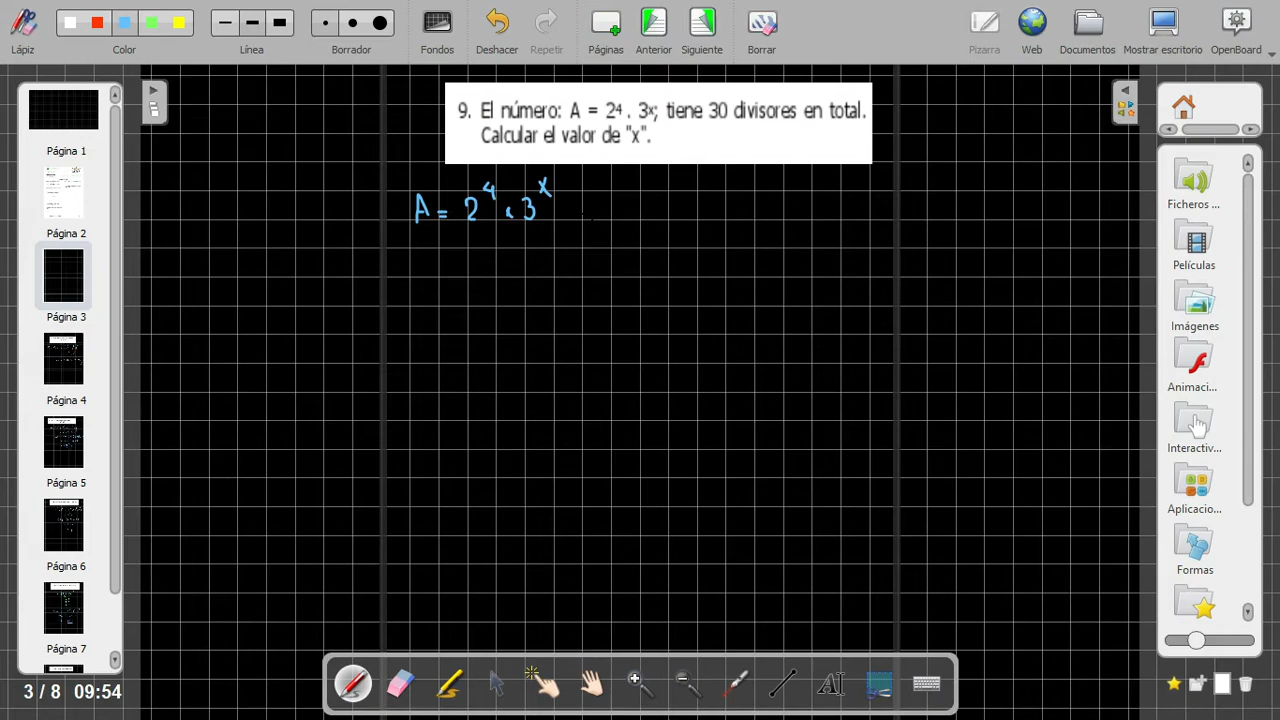 Lápiz
Color
Línea
Borrador
Fondos
Deshacer
Repetir
Páginas
Anterior
Siguiente
Borrar
Pizarra
Web
Documentos
Mostrar escritorio
OpenBoard
Página 1
Página 2
Página 3
Página 4
Página 5
Página 6
Página 7
3 / 8 09:54
9. El número: A = 2⁴ . 3ˣ; tiene 30 divisores en total.
Calcular el valor de "x".
A = 2⁴ . 3ˣ
Ficheros ...
Películas
Imágenes
Animaci...
Interactiv...
Aplicacio...
Formas
AI